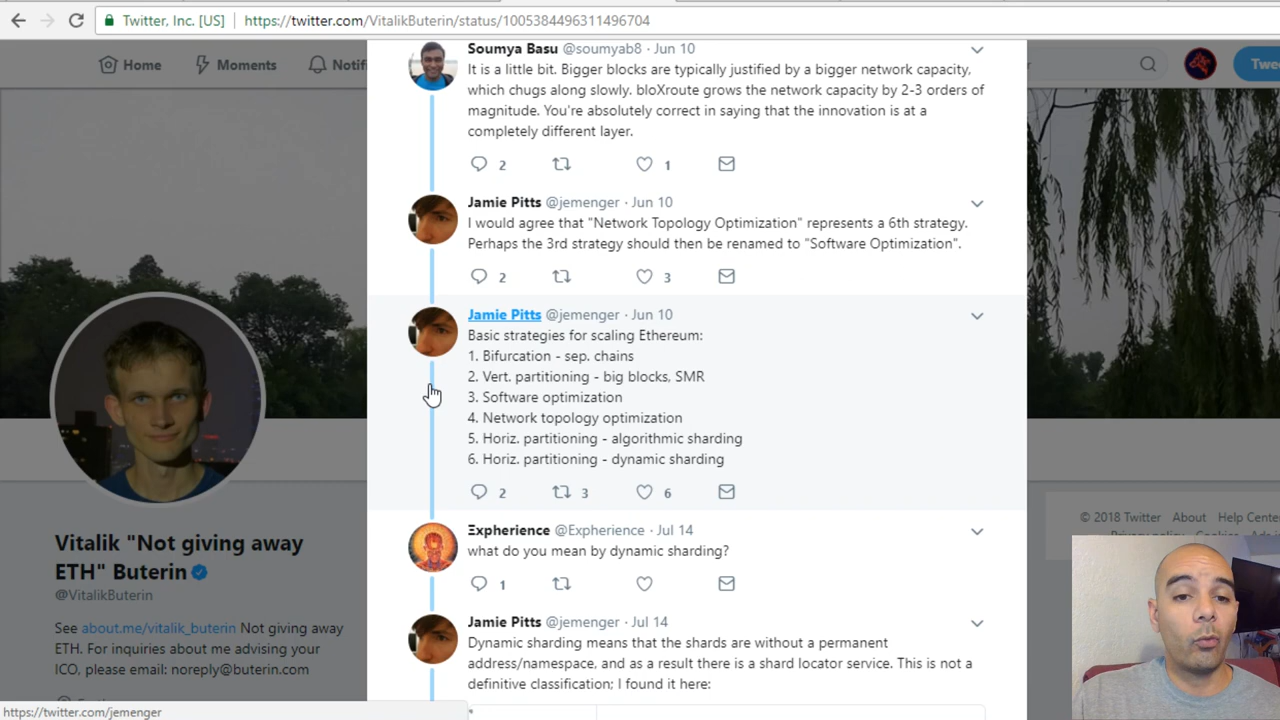 Twitter, Inc. [US] https://twitter.com/VitalikButerin/status/1005384496311496704
Home Moments
Soumya Basu @soumyab8 · Jun 10
It is a little bit. Bigger blocks are typically justified by a bigger network capacity,
which chugs along slowly. bloXroute grows the network capacity by 2-3 orders of
magnitude. You're absolutely correct in saying that the innovation is at a
completely different layer.
2 1
Jamie Pitts @jemenger · Jun 10
I would agree that "Network Topology Optimization" represents a 6th strategy.
Perhaps the 3rd strategy should then be renamed to "Software Optimization".
2 3
Jamie Pitts @jemenger · Jun 10
Basic strategies for scaling Ethereum:
1. Bifurcation - sep. chains
2. Vert. partitioning - big blocks, SMR
3. Software optimization
4. Network topology optimization
5. Horiz. partitioning - algorithmic sharding
6. Horiz. partitioning - dynamic sharding
2 3 6
Ξxpherience @Expherience · Jul 14
what do you mean by dynamic sharding?
1
Jamie Pitts @jemenger · Jul 14
Dynamic sharding means that the shards are without a permanent
address/namespace, and as a result there is a shard locator service. This is not a
definitive classification; I found it here:
Vitalik "Not giving away
ETH" Buterin
@VitalikButerin
See about.me/vitalik_buterin Not giving away
ETH. For inquiries about me advising your
ICO, please email: noreply@buterin.com
© 2018 Twitter About Help Center
https://twitter.com/jemenger